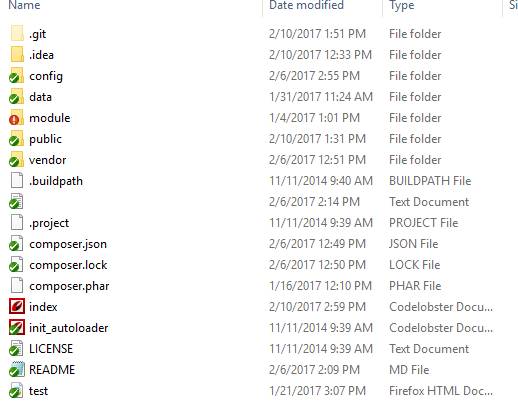 Name Date modified Type Si
.git 2/10/2017 1:51 PM File folder
.idea 2/10/2017 12:33 PM File folder
config 2/6/2017 2:55 PM File folder
data 1/31/2017 11:24 AM File folder
module 1/4/2017 1:01 PM File folder
public 2/10/2017 1:31 PM File folder
vendor 2/6/2017 12:51 PM File folder
.buildpath 11/11/2014 9:40 AM BUILDPATH File
2/6/2017 2:14 PM Text Document
.project 11/11/2014 9:39 AM PROJECT File
composer.json 2/6/2017 12:49 PM JSON File
composer.lock 2/6/2017 12:50 PM LOCK File
composer.phar 1/16/2017 12:10 PM PHAR File
index 2/10/2017 2:59 PM Codelobster Docu...
init_autoloader 11/11/2014 9:39 AM Codelobster Docu...
LICENSE 11/11/2014 9:39 AM Text Document
README 2/6/2017 2:09 PM MD File
test 1/21/2017 3:07 PM Firefox HTML Doc...